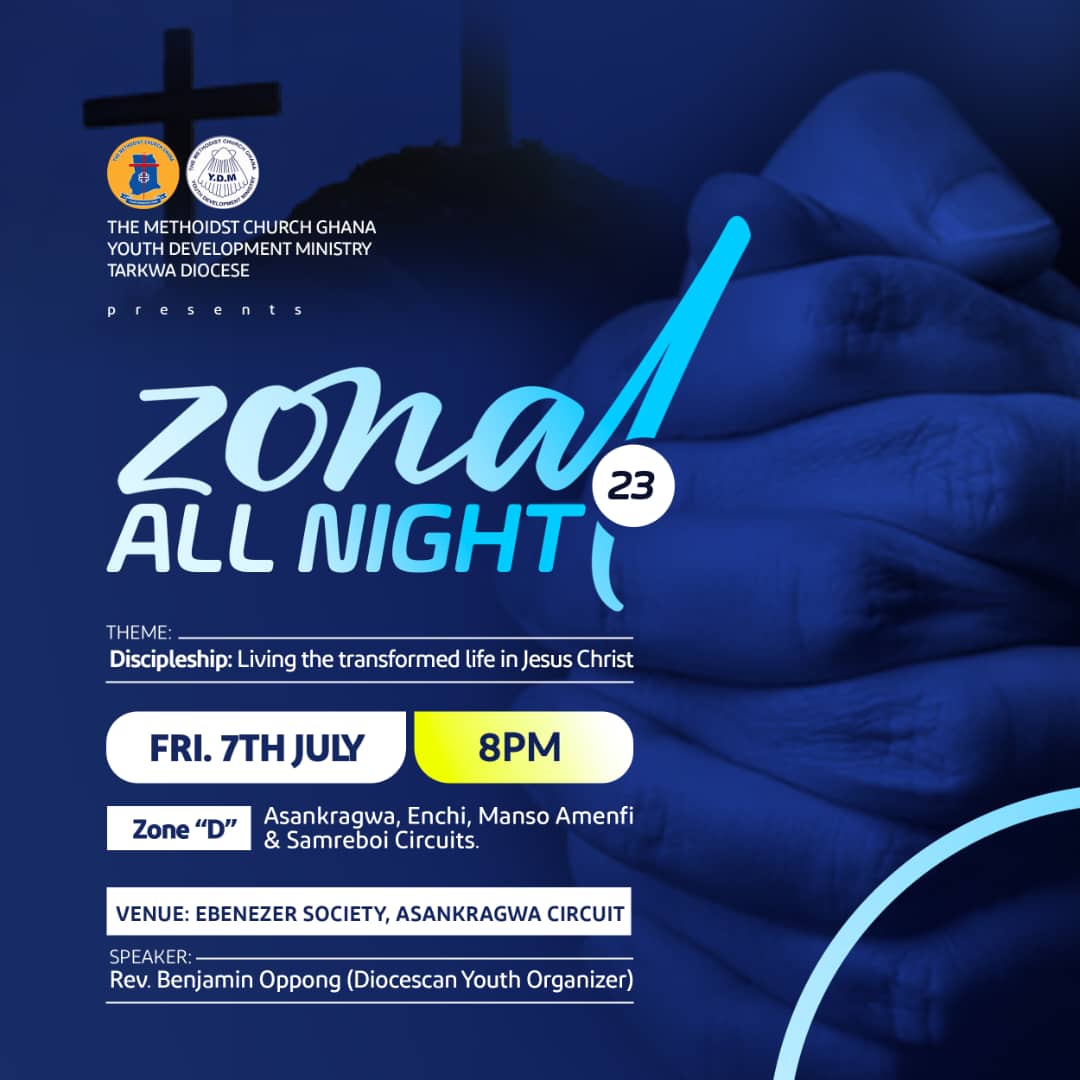 THE METHODIST CHURCH GHANA
THE METHODIST CHURCH GHANA
Y.D.M
YOUTH DEVELOPMENT MINISTRY
THE METHOIDST CHURCH GHANA
YOUTH DEVELOPMENT MINISTRY
TARKWA DIOCESE
presents
zonal
23
ALL NIGHT
THEME:
Discipleship: Living the transformed life in Jesus Christ
FRI. 7TH JULY
8PM
Zone “D”
Asankragwa, Enchi, Manso Amenfi
& Samreboi Circuits.
VENUE: EBENEZER SOCIETY, ASANKRAGWA CIRCUIT
SPEAKER:
Rev. Benjamin Oppong (Diocescan Youth Organizer)